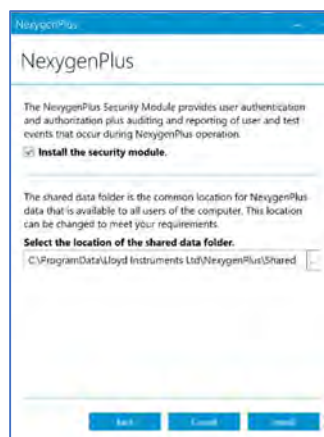 NexygenPlus
NexygenPlus
The NexygenPlus Security Module provides user authentication
and authorization plus auditing and reporting of user and test
events that occur during NexygenPlus operation.
Install the security module.
The shared data folder is the common location for NexygenPlus
data that is available to all users of the computer. This location
can be changed to meet your requirements.
Select the location of the shared data folder.
C:\ProgramData\Lloyd Instruments Ltd\NexygenPlus\Shared
Back Cancel Install